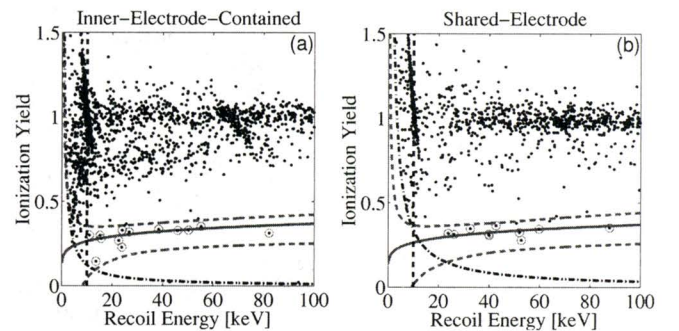 Inner-Electrode-Contained
(a)
1.5
1
0.5
0
Ionization Yield
0 20 40 60 80 100
Recoil Energy [keV]
Shared-Electrode
(b)
1.5
1
0.5
0
Ionization Yield
0 20 40 60 80 100
Recoil Energy [keV]